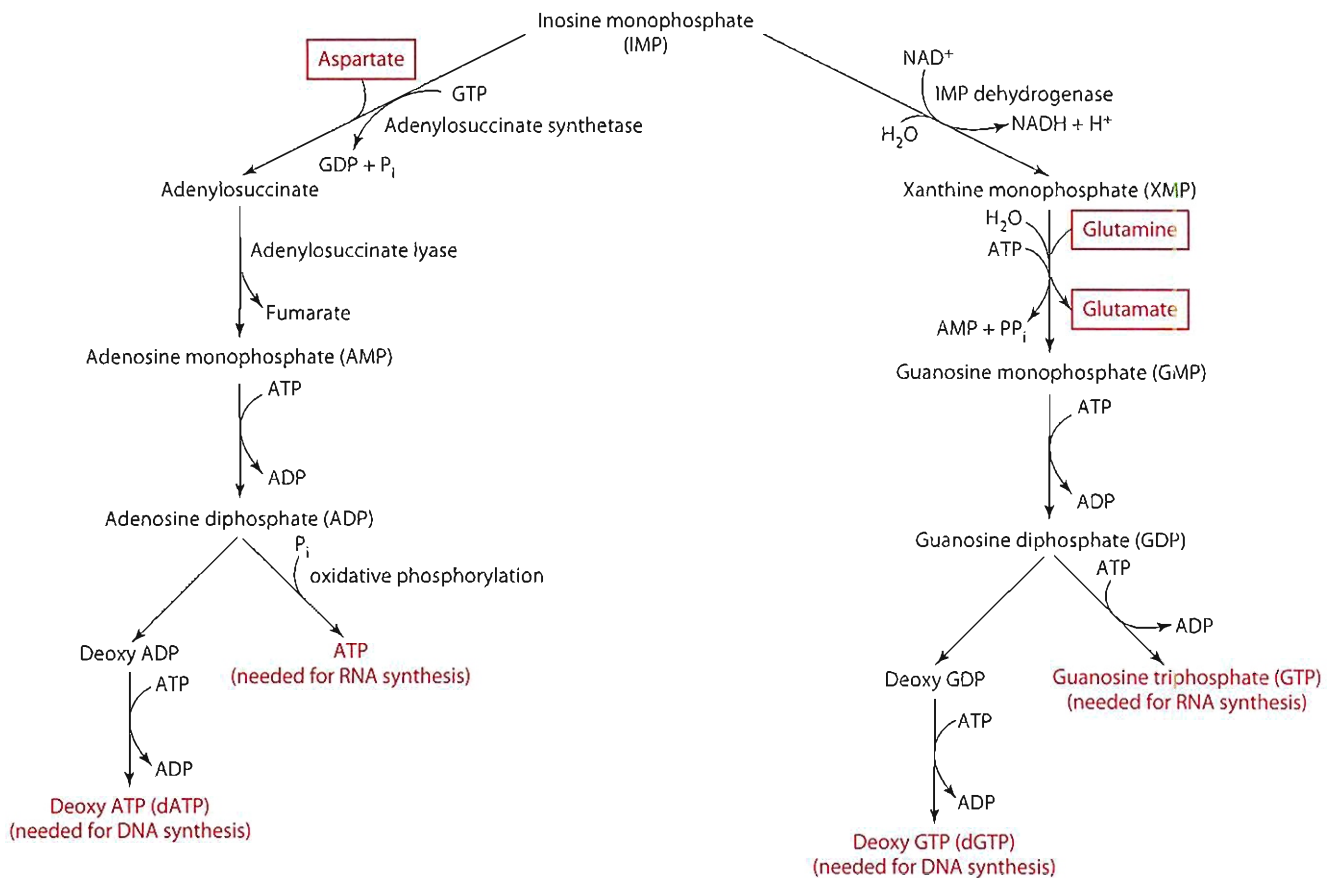 Inosine monophosphate
(IMP)
Aspartate
GTP
Adenylosuccinate synthetase
GDP + Pi
Adenylosuccinate
Adenylosuccinate lyase
Fumarate
Adenosine monophosphate (AMP)
ATP
ADP
Adenosine diphosphate (ADP)
Pi
oxidative phosphorylation
Deoxy ADP
ATP
(needed for RNA synthesis)
ATP
ADP
Deoxy ATP (dATP)
(needed for DNA synthesis)
NAD+
IMP dehydrogenase
H2O
NADH + H+
Xanthine monophosphate (XMP)
H2O
Glutamine
ATP
Glutamate
AMP + PPi
Guanosine monophosphate (GMP)
ATP
ADP
Guanosine diphosphate (GDP)
ATP
ADP
Deoxy GDP
Guanosine triphosphate (GTP)
(needed for RNA synthesis)
ATP
ADP
Deoxy GTP (dGTP)
(needed for DNA synthesis)